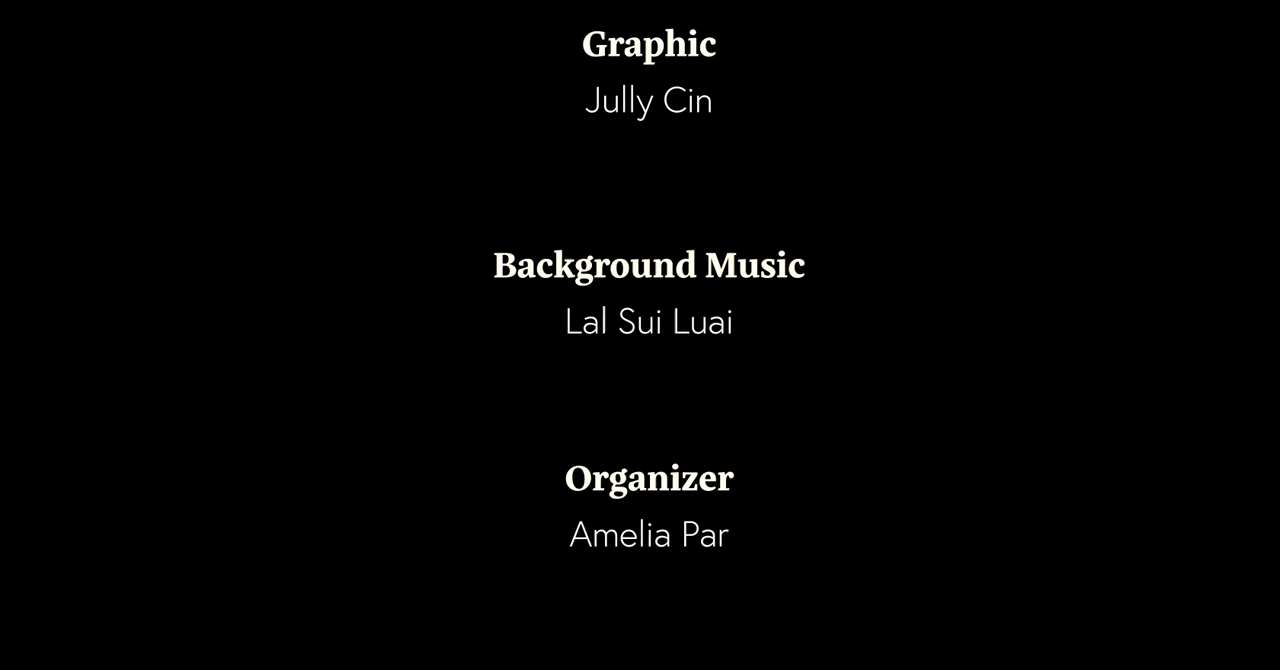 Graphic
Jully Cin
Background Music
Lal Sui Luai
Organizer
Amelia Par